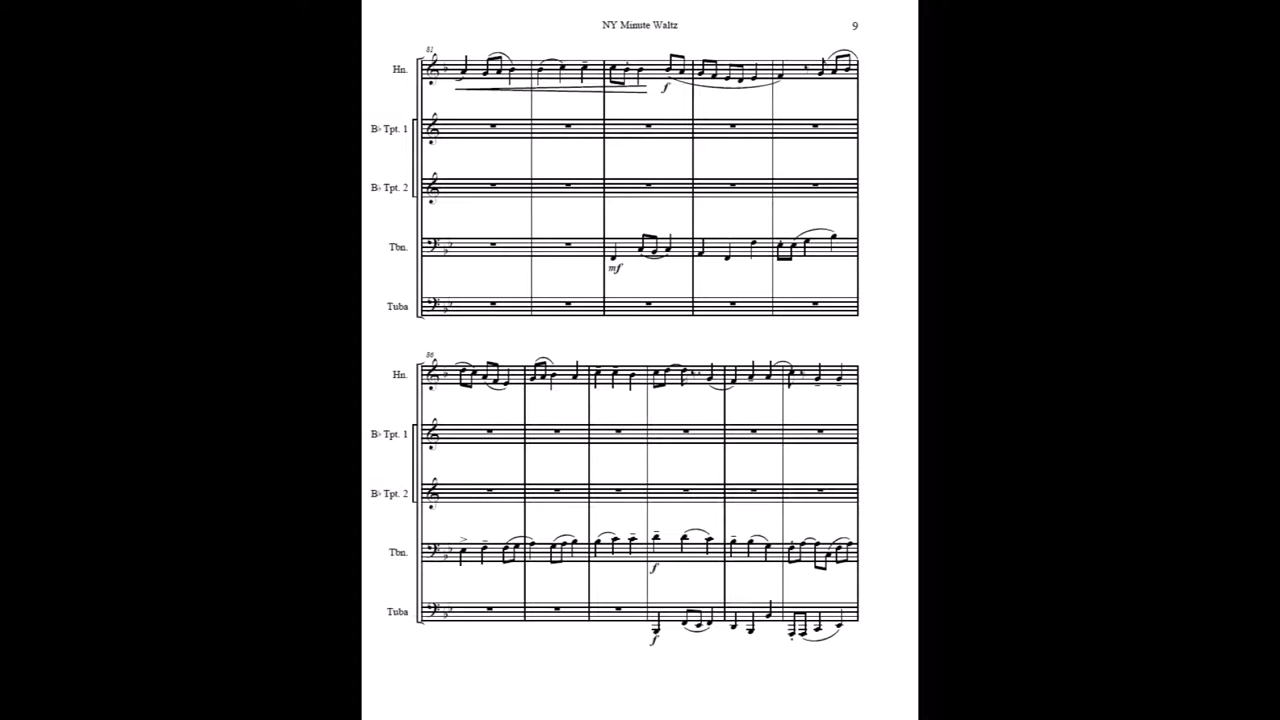 NY Minute Waltz
9
81
Hn.
f
B♭ Tpt. 1
B♭ Tpt. 2
Tbn.
mf
Tuba
86
Hn.
B♭ Tpt. 1
B♭ Tpt. 2
Tbn.
f
Tuba
f